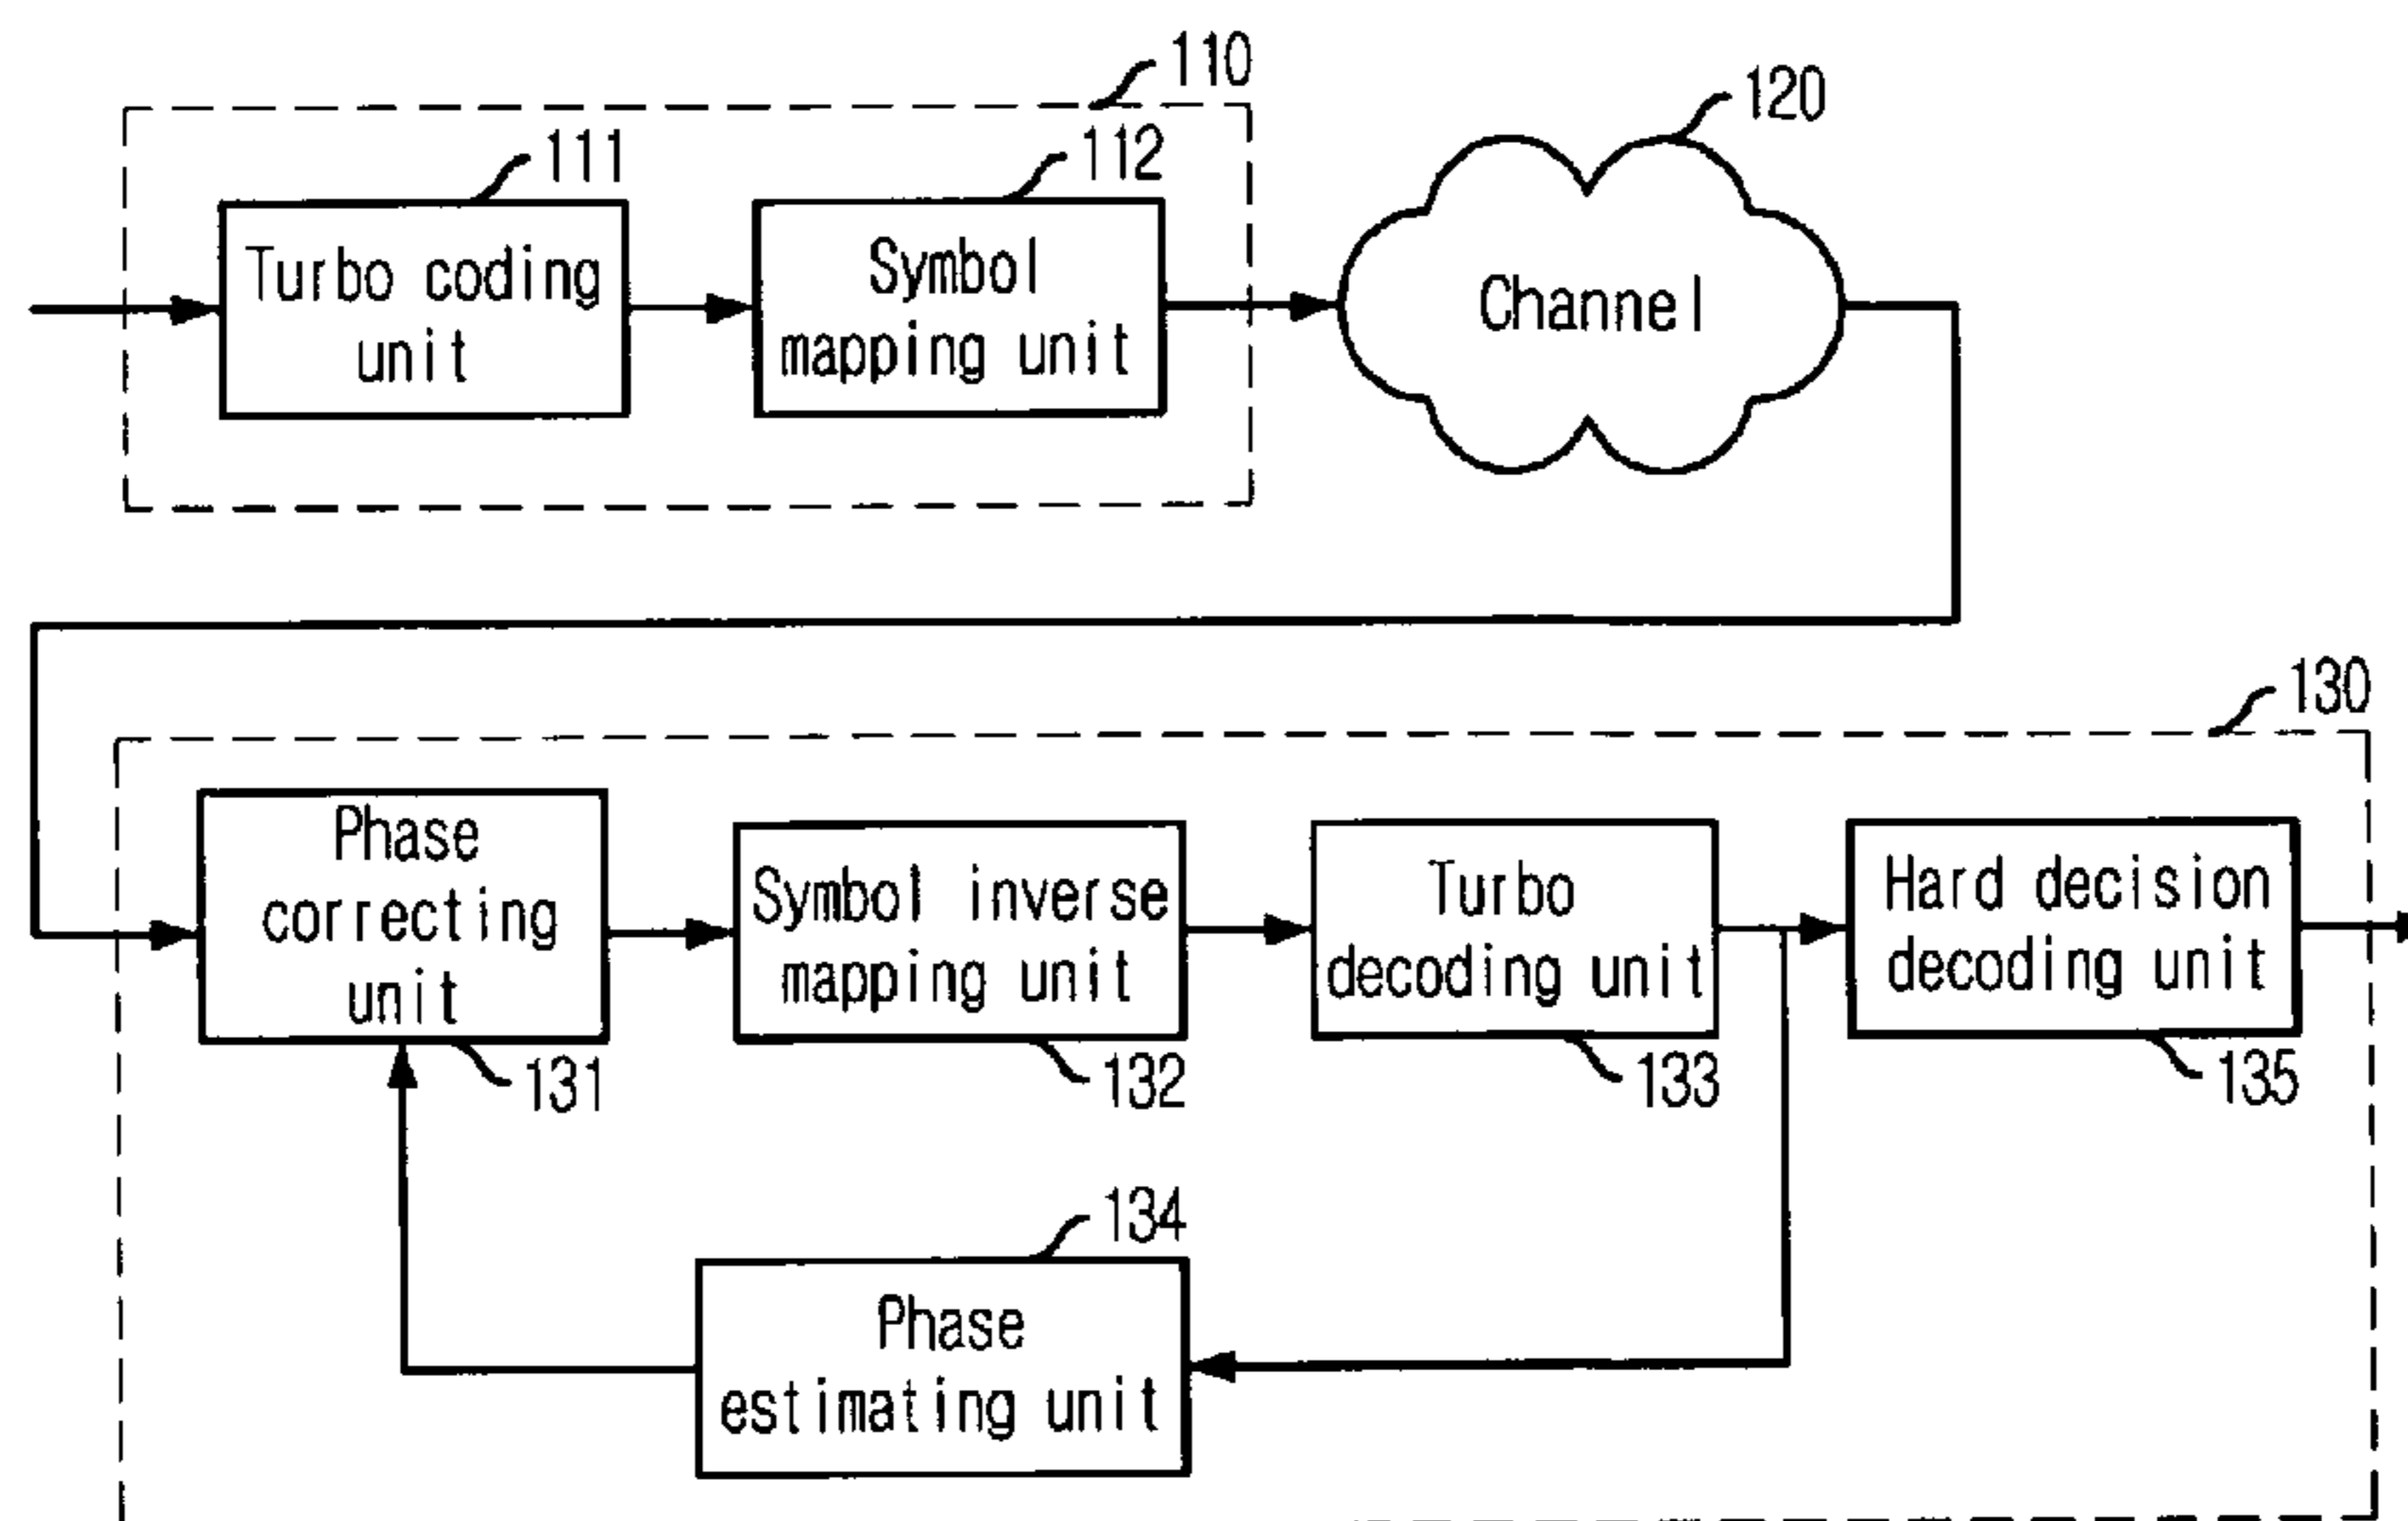 110
120
111
112
Turbo coding
unit
Symbol
mapping unit
Channel
130
Phase
correcting
unit
Symbol inverse
mapping unit
Turbo
decoding unit
Hard decision
decoding unit
131
132
133
135
134
Phase
estimating unit